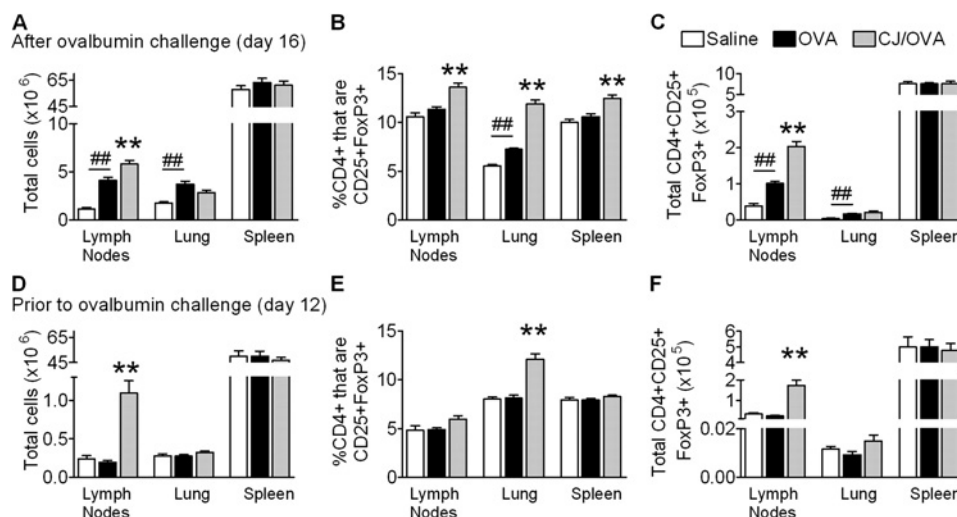 A
After ovalbumin challenge (day 16)
Total cells (x10⁶)
65
45
10
5
0
##
**
##
Lymph Nodes
Lung
Spleen
B
%CD4+ that are
CD25+FoxP3+
15
10
5
0
**
##
**
**
Lymph Nodes
Lung
Spleen
C
Saline
OVA
CJ/OVA
Total CD4+CD25+
FoxP3+ (x10⁵)
10
5
2
1
0
##
**
##
Lymph Nodes
Lung
Spleen
D
Prior to ovalbumin challenge (day 12)
Total cells (x10⁶)
65
45
1.0
0.5
0.0
**
Lymph Nodes
Lung
Spleen
E
%CD4+ that are
CD25+FoxP3+
15
10
5
0
**
Lymph Nodes
Lung
Spleen
F
Total CD4+CD25+
FoxP3+ (x10⁵)
6
5
4
2
1
0.02
0.00
**
Lymph Nodes
Lung
Spleen